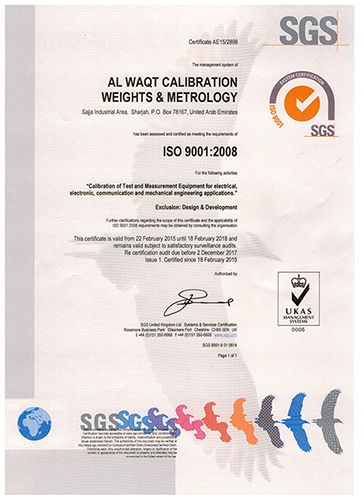 SGS
Certificate AE15/2898
The management system of
AL WAQT CALIBRATION
WEIGHTS & METROLOGY
Sajja Industrial Area, Sharjah, P.O Box 78167, United Arab Emirates
has been assessed and certified as meeting the requirements of
ISO 9001:2008
For the following activities
"Calibration of Test and Measurement Equipment for electrical,
electronic, communication and mechanical engineering applications."
Exclusion: Design & Development
Further clarifications regarding the scope of this certificate and the applicability of
ISO 9001:2008 requirements may be obtained by consulting the organisation
This certificate is valid from 22 February 2015 until 18 February 2018 and
remains valid subject to satisfactory surveillance audits.
Re certification audit due before 2 December 2017
Issue 1. Certified since 18 February 2015
Authorised by
SGS United Kingdom Ltd Systems & Services Certification
Rossmore Business Park Ellesmere Port Cheshire CH65 3EN UK
t +44 (0)151 350-6666 f +44 (0)151 350-6600 www.sgs.com
SGS 9001-8 01 0614
Page 1 of 1
SYSTEM CERTIFICATION
ISO 9001
SGS
UKAS
MANAGEMENT
SYSTEMS
0005
SGS SGS SGS